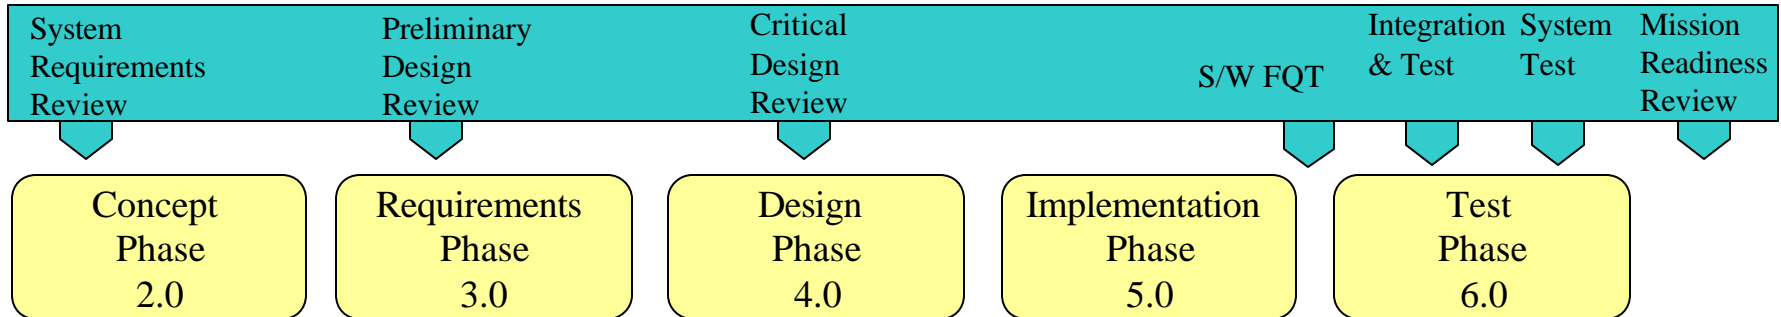 System
Requirements
Review
Preliminary
Design
Review
Critical
Design
Review
S/W FQT
Integration
& Test
System
Test
Mission
Readiness
Review
Concept
Phase
2.0
Requirements
Phase
3.0
Design
Phase
4.0
Implementation
Phase
5.0
Test
Phase
6.0